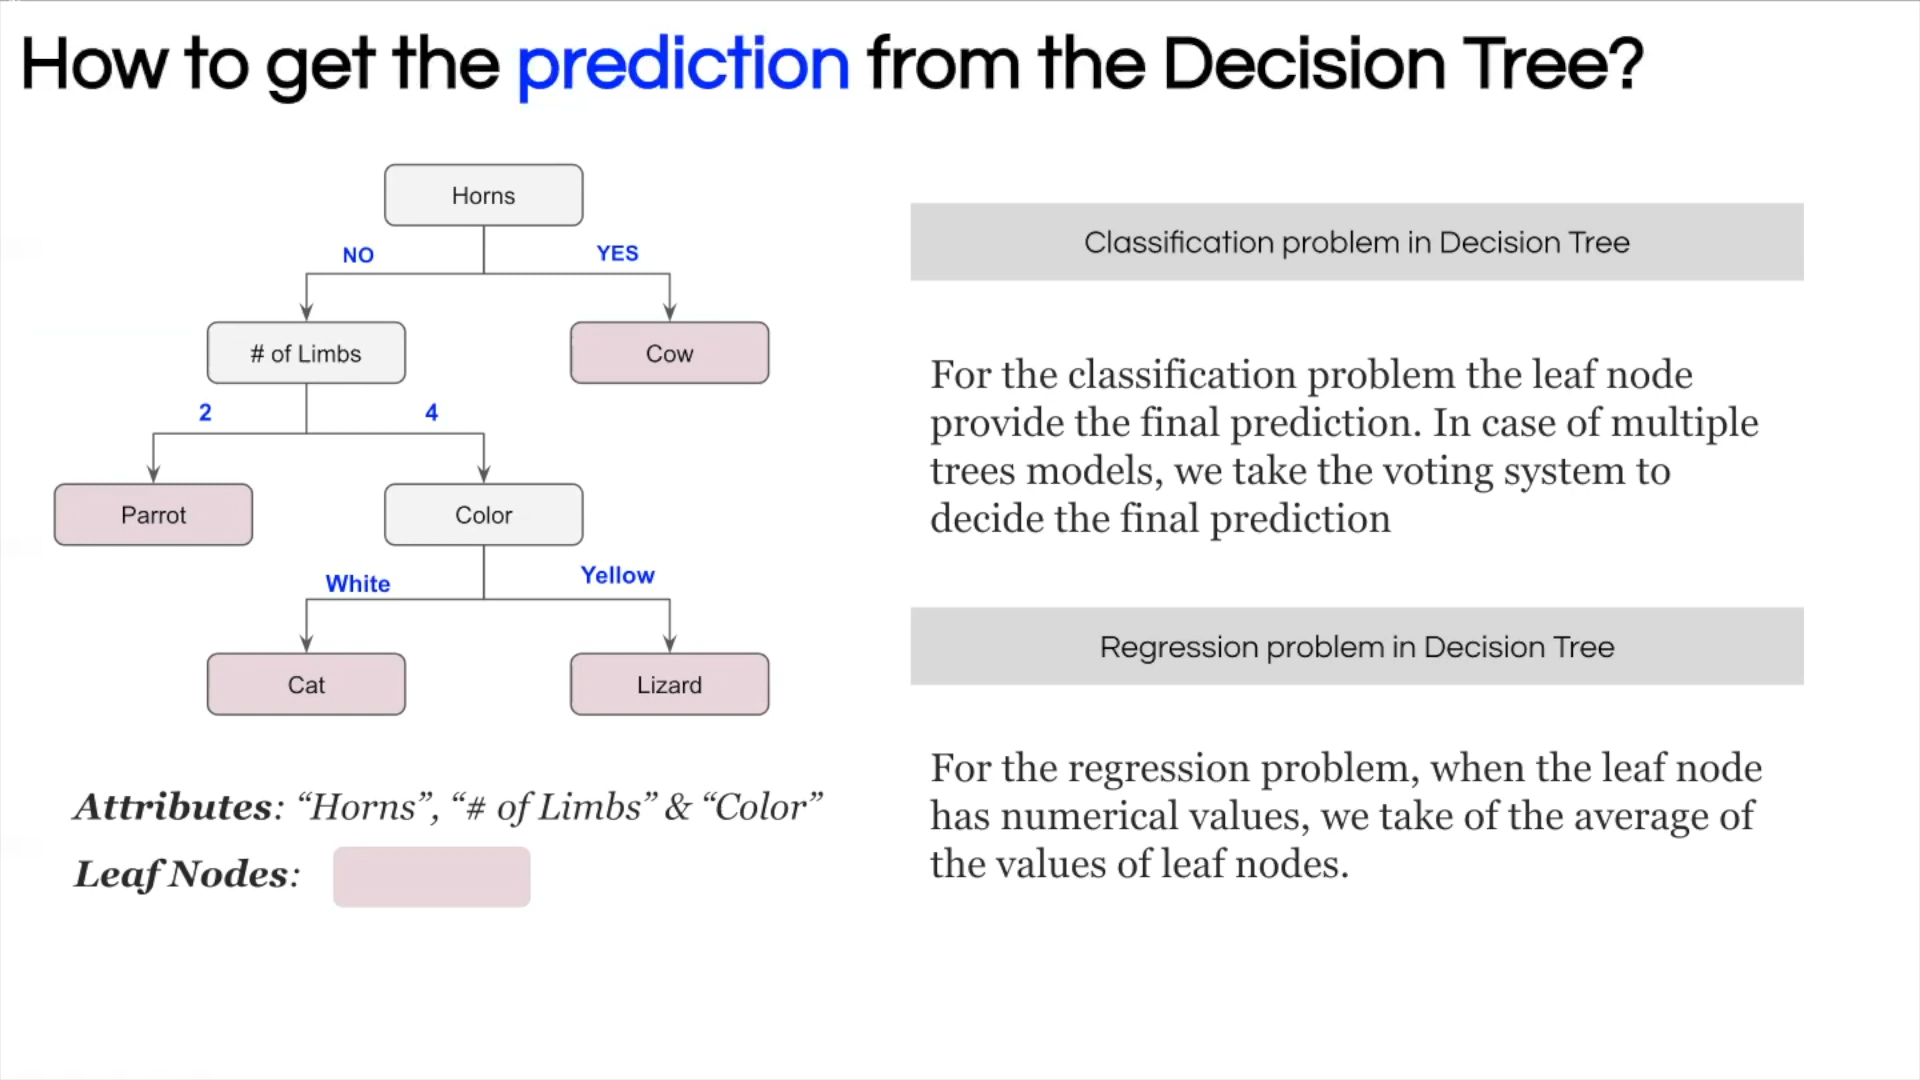 How to get the prediction from the Decision Tree?
Horns
NO
YES
# of Limbs
Cow
2
4
Parrot
Color
White
Yellow
Cat
Lizard
Attributes: “Horns”, “# of Limbs” & “Color”
Leaf Nodes:
Classification problem in Decision Tree
For the classification problem the leaf node
provide the final prediction. In case of multiple
trees models, we take the voting system to
decide the final prediction
Regression problem in Decision Tree
For the regression problem, when the leaf node
has numerical values, we take of the average of
the values of leaf nodes.